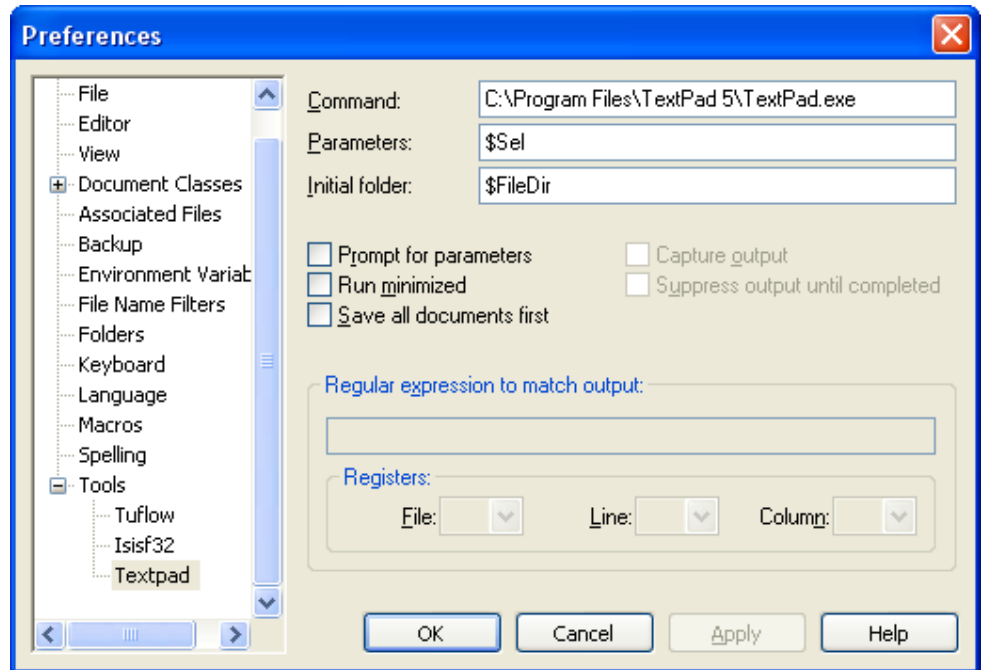 Preferences
File
Editor
View
Document Classes
Associated Files
Backup
Environment Variab
File Name Filters
Folders
Keyboard
Language
Macros
Spelling
Tools
Tuflow
Isisf32
Textpad
Command: C:\Program Files\TextPad 5\TextPad.exe
Parameters: $Sel
Initial folder: $FileDir
Prompt for parameters Capture output
Run minimized Suppress output until completed
Save all documents first
Regular expression to match output:
Registers:
File: Line: Column:
OK Cancel Apply Help